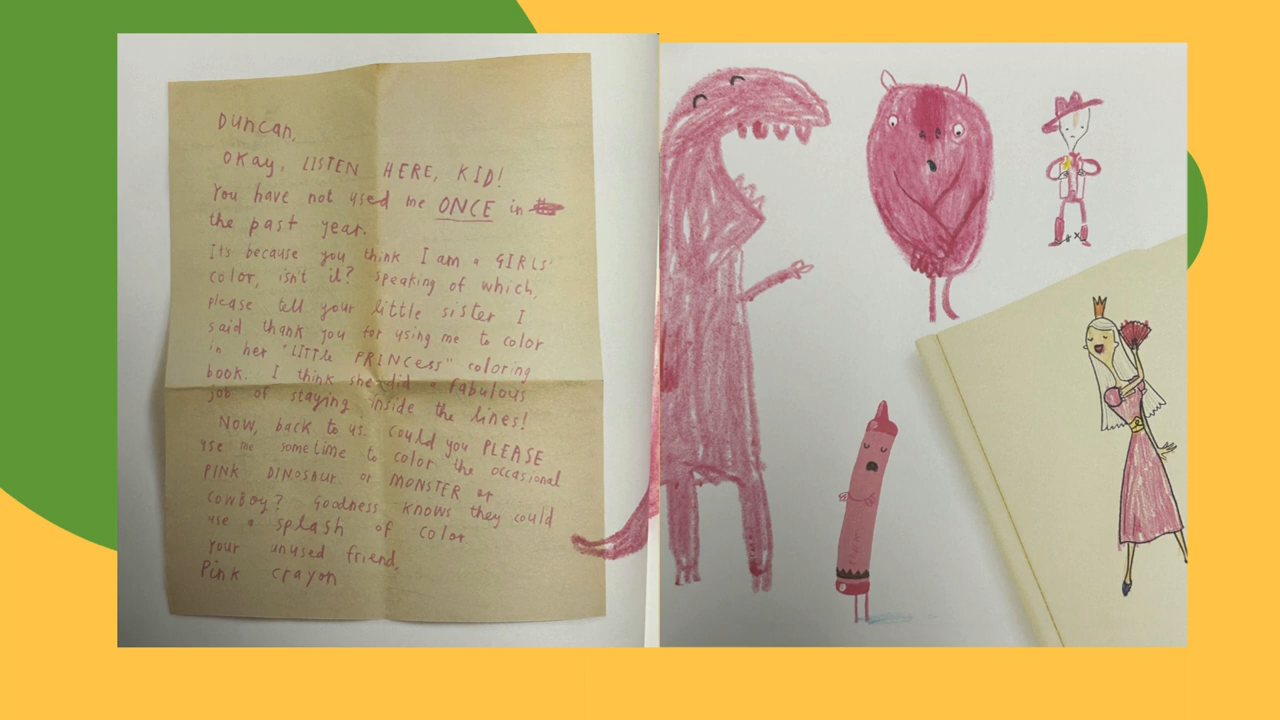 Duncan,
OKay, LISTEN HERE, KID!
You have not used me ONCE in
the past year.
Its because you think I am a GIRLS'
color, isn't it? Speaking of which,
please tell your little sister I
said thank you for using me to color
in her "LittLe PRINCess" coloring
book. I think she did a fabulous
job of staying inside the lines!
Now, back to us. Could you PLEASE
use me sometime to color the occasional
PINK DINOSAUR or MONSTER or
COWBOY? Goodness knows they could
use a splash of color
Your unused friend,
Pink crayon